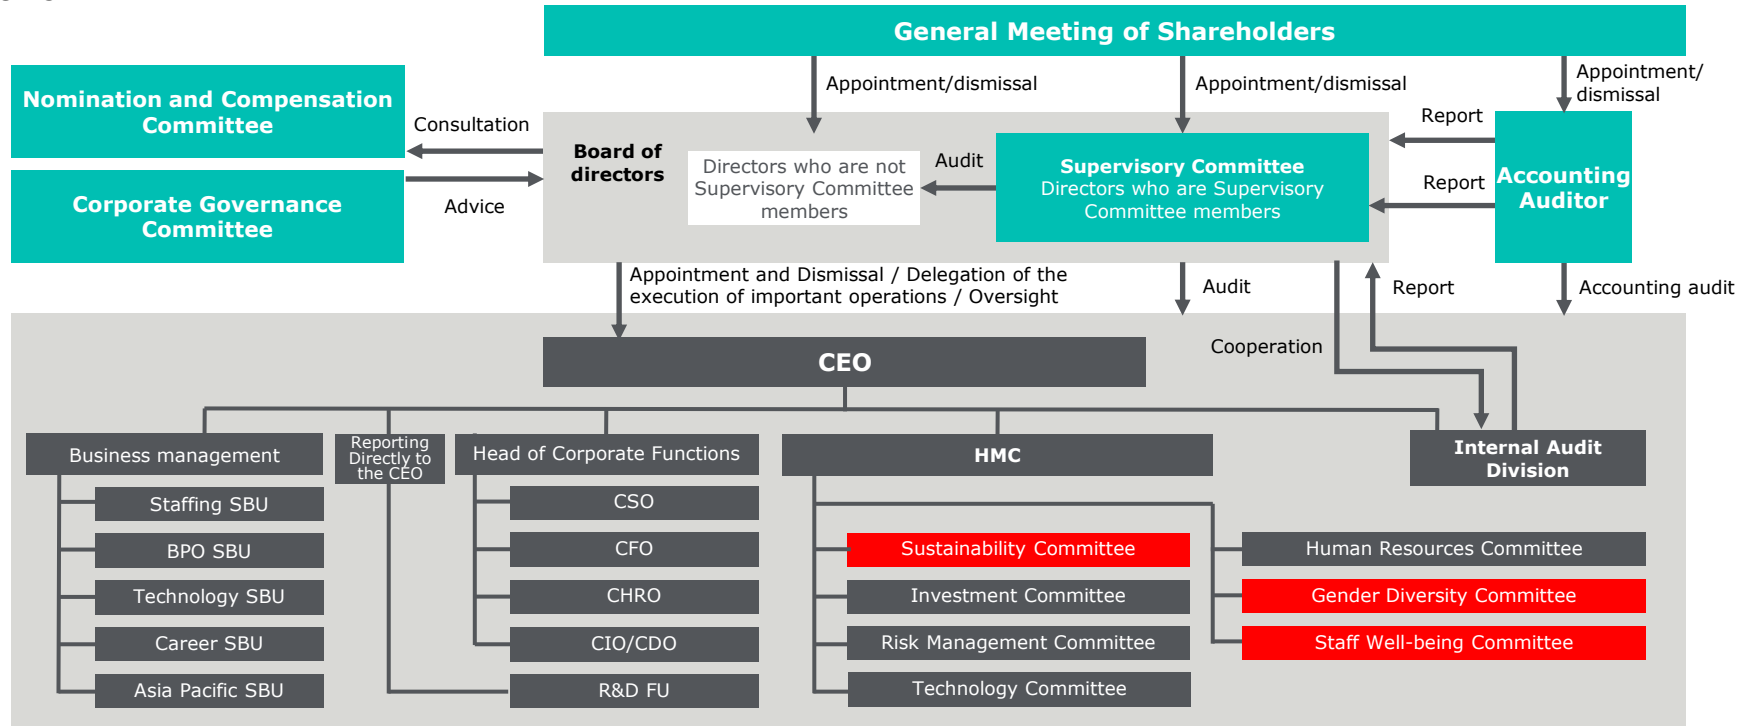 General Meeting of Shareholders
Appointment/dismissal
Appointment/dismissal
Appointment/
dismissal
Nomination and Compensation
Committee
Corporate Governance
Committee
Consultation
Advice
Board of
directors
Directors who are not
Supervisory Committee
members
Audit
Supervisory Committee
Directors who are Supervisory
Committee members
Report
Report
Accounting
Auditor
Appointment and Dismissal / Delegation of the
execution of important operations / Oversight
Audit
Report
Accounting audit
Cooperation
CEO
Business management
Staffing SBU
BPO SBU
Technology SBU
Career SBU
Asia Pacific SBU
Reporting
Directly to
the CEO
Head of Corporate Functions
CSO
CFO
CHRO
CIO/CDO
R&D FU
HMC
Sustainability Committee
Investment Committee
Risk Management Committee
Technology Committee
Human Resources Committee
Gender Diversity Committee
Staff Well-being Committee
Internal Audit
Division